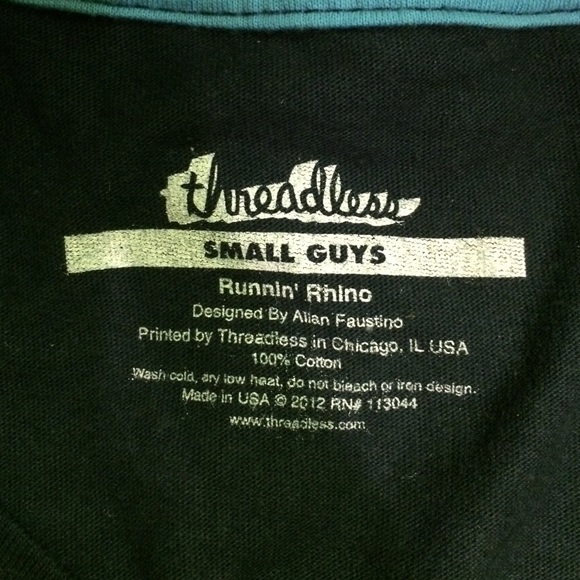 threadless
SMALL GUYS
Runnin' Rhino
Designed By Allan Faustino
Printed by Threadless in Chicago, IL USA
100% Cotton
Wash cold, dry low heat, do not bleach or iron design.
Made in USA © 2012 RN# 113044
www.threadless.com